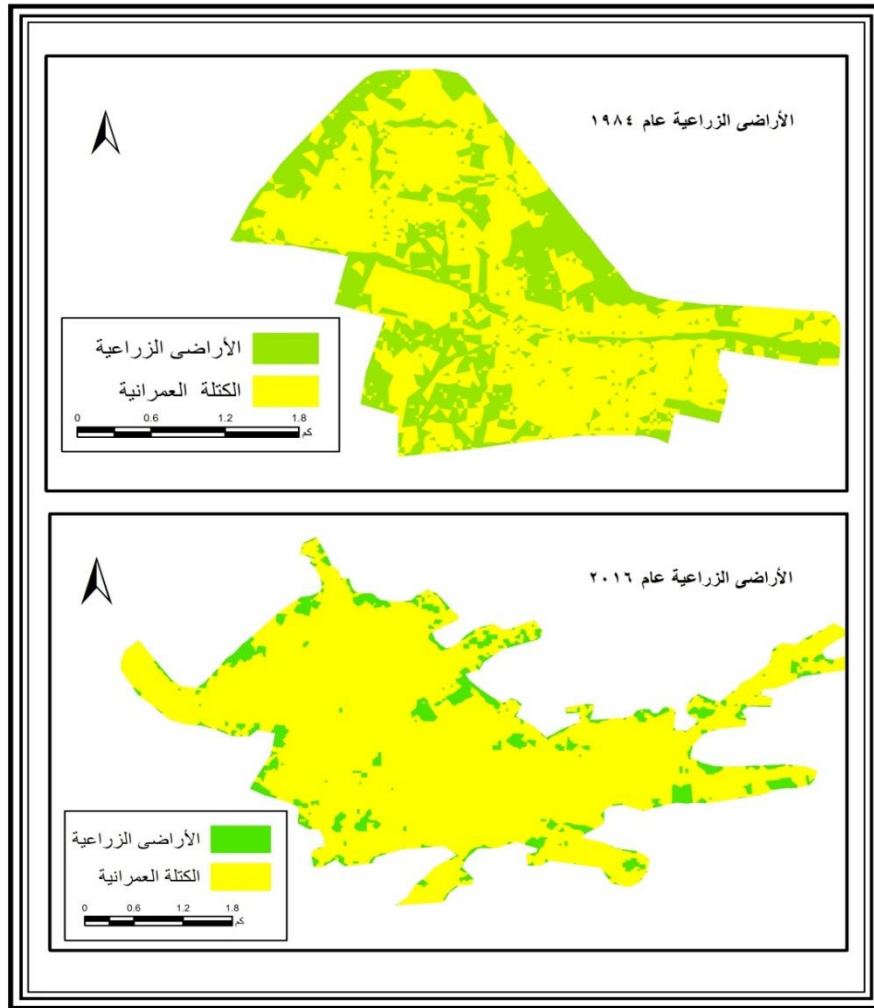 الأراضى الزراعية عام ١٩٨٤
الأراضى الزراعية
الكتلة العمرانية
0 0.6 1.2 1.8
كم
الأراضى الزراعية عام ٢٠١٦
الأراضى الزراعية
الكتلة العمرانية
0 0.6 1.2 1.8
كم